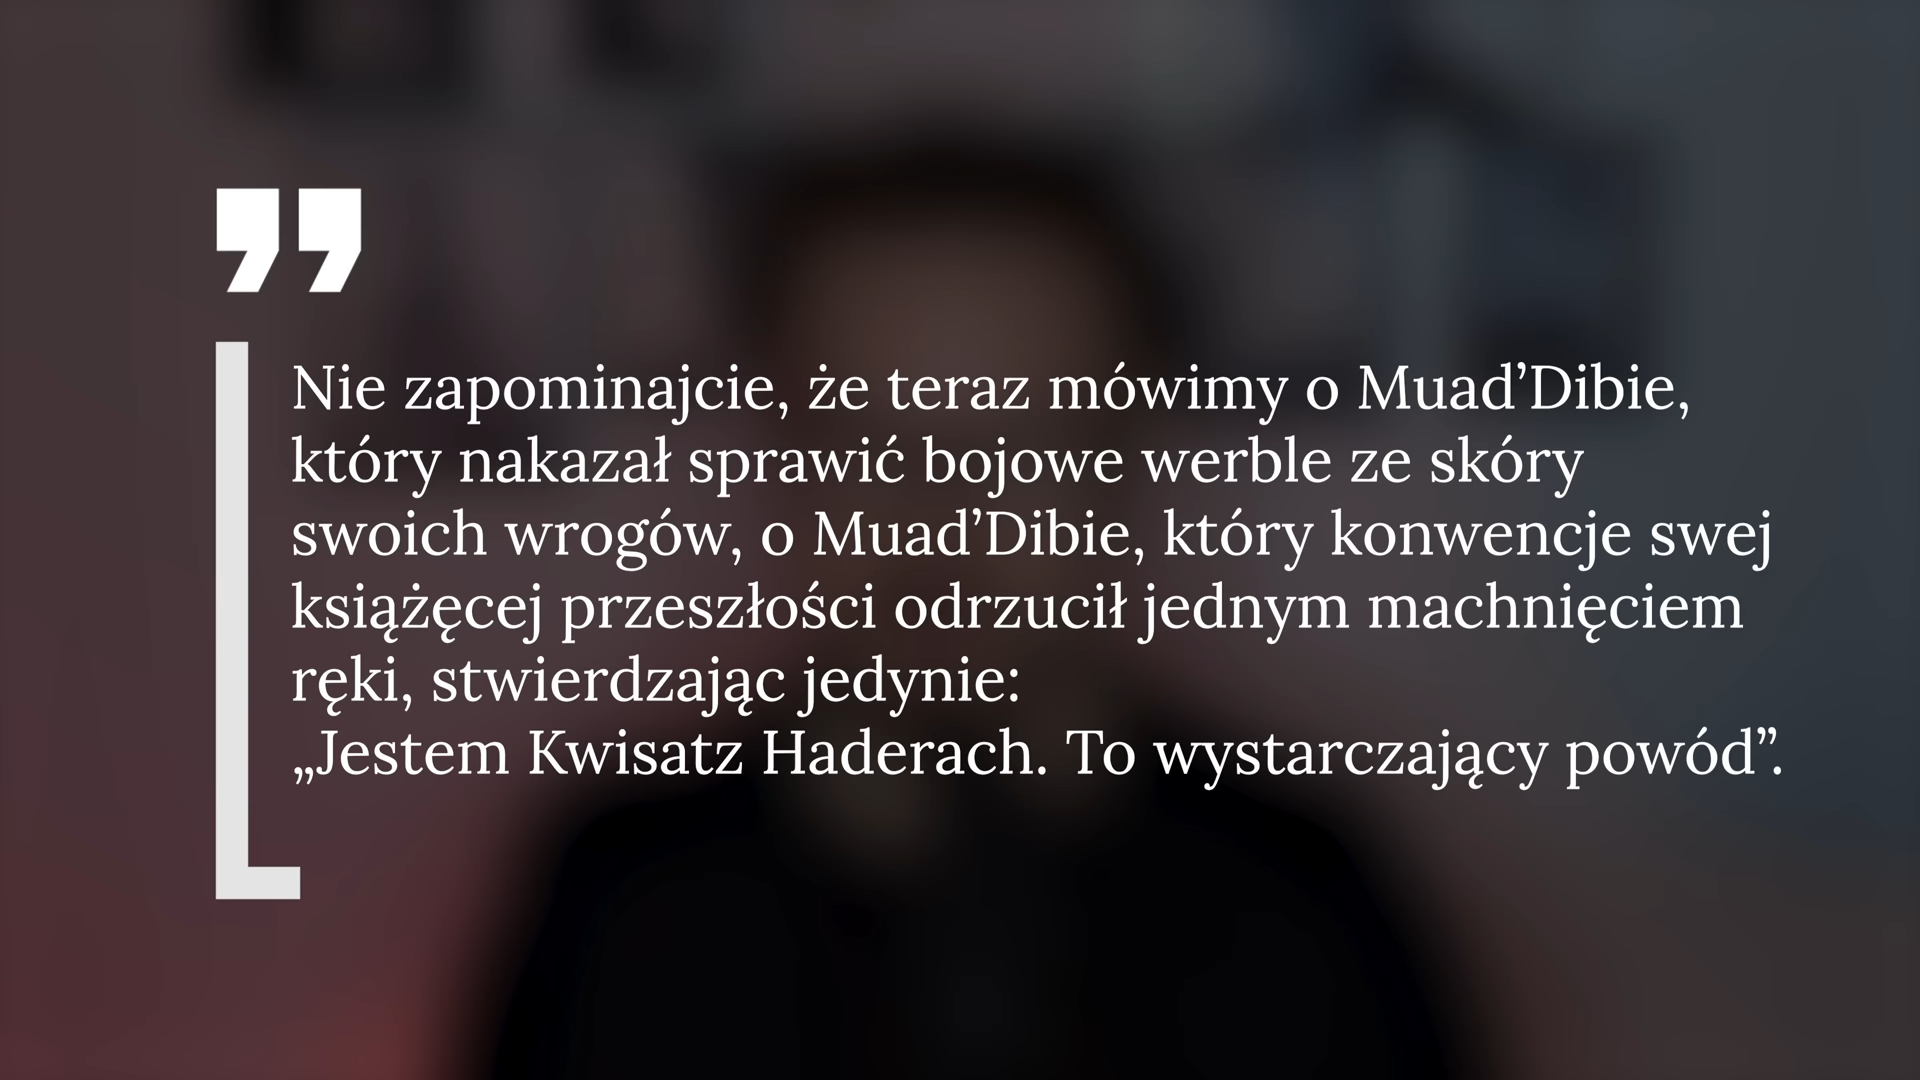 ”
Nie zapominajcie, że teraz mówimy o Muad’Dibie,
który nakazał sprawić bojowe werble ze skóry
swoich wrogów, o Muad’Dibie, który konwencje swej
książęcej przeszłości odrzucił jednym machnięciem
ręki, stwierdzając jedynie:
„Jestem Kwisatz Haderach. To wystarczający powód”.